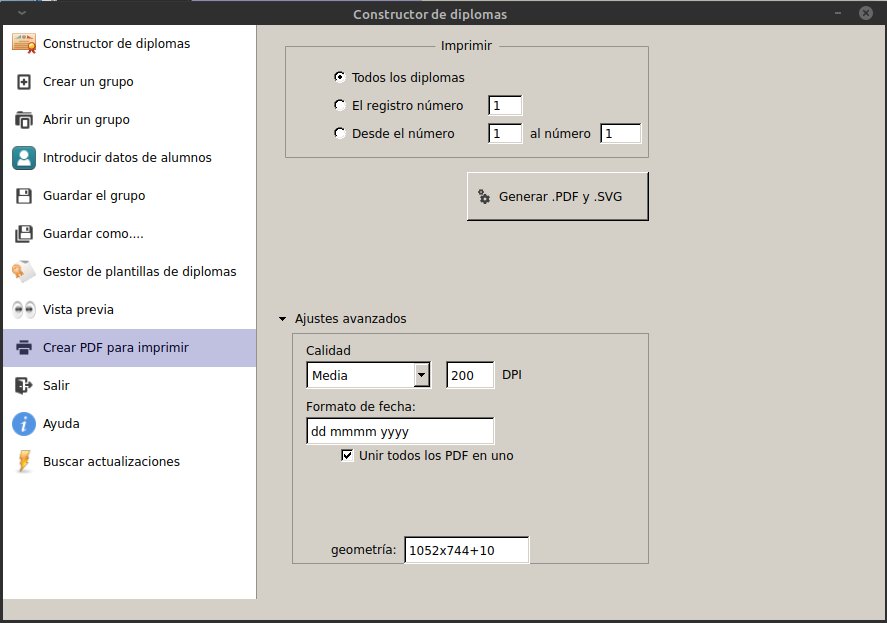 Constructor de diplomas
Constructor de diplomas
Crear un grupo
Abrir un grupo
Introducir datos de alumnos
Guardar el grupo
Guardar como....
Gestor de plantillas de diplomas
Vista previa
Crear PDF para imprimir
Salir
Ayuda
Buscar actualizaciones
Imprimir
Todos los diplomas
El registro número 1
Desde el número 1 al número 1
Generar .PDF y .SVG
Ajustes avanzados
Calidad
Media 200 DPI
Formato de fecha:
dd mmmm yyyy
Unir todos los PDF en uno
geometría: 1052x744+10